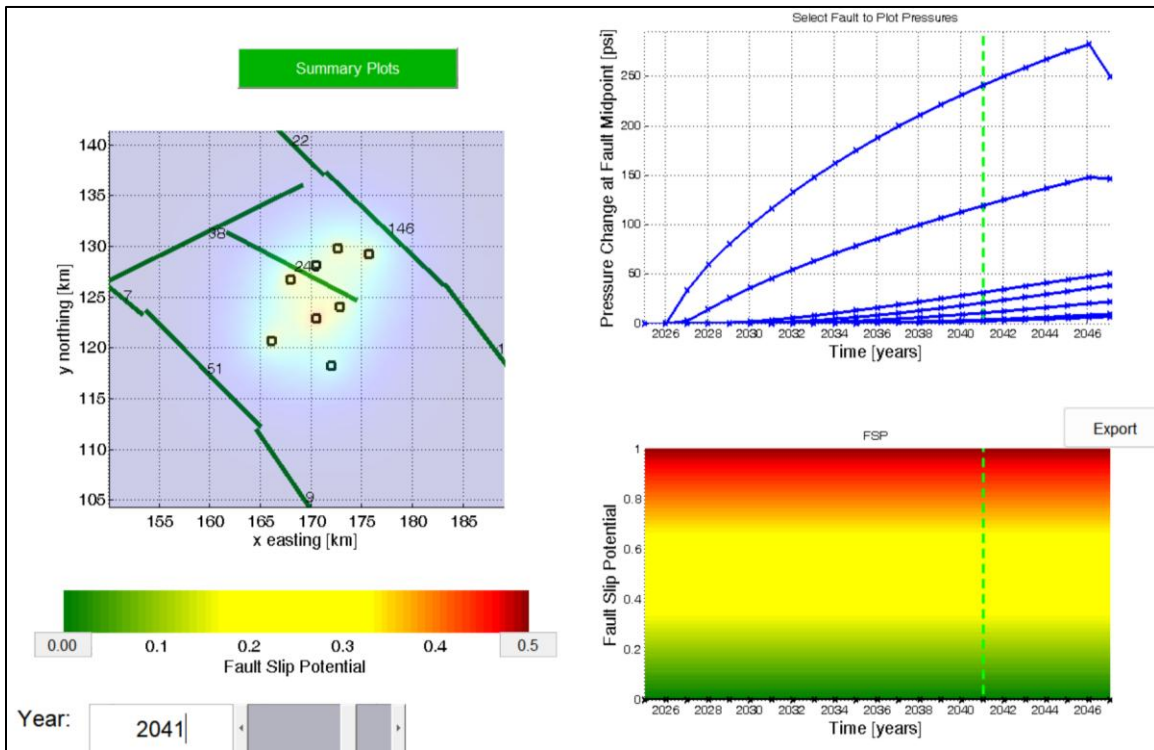 Summary Plots
140
135
130
125
120
115
110
105
y northing [km]
22
146
38
24
7
51
1
9
155 160 165 170 175 180 185
x easting [km]
0.00 0.1 0.2 0.3 0.4 0.5
Fault Slip Potential
Year: 2041
Select Fault to Plot Pressures
Pressure Change at Fault Midpoint [psi]
250
200
150
100
50
0
2026 2028 2030 2032 2034 2036 2038 2040 2042 2044 2046
Time [years]
Export
FSP
Fault Slip Potential
1
0.8
0.6
0.4
0.2
0
2026 2028 2030 2032 2034 2036 2038 2040 2042 2044 2046
Time [years]